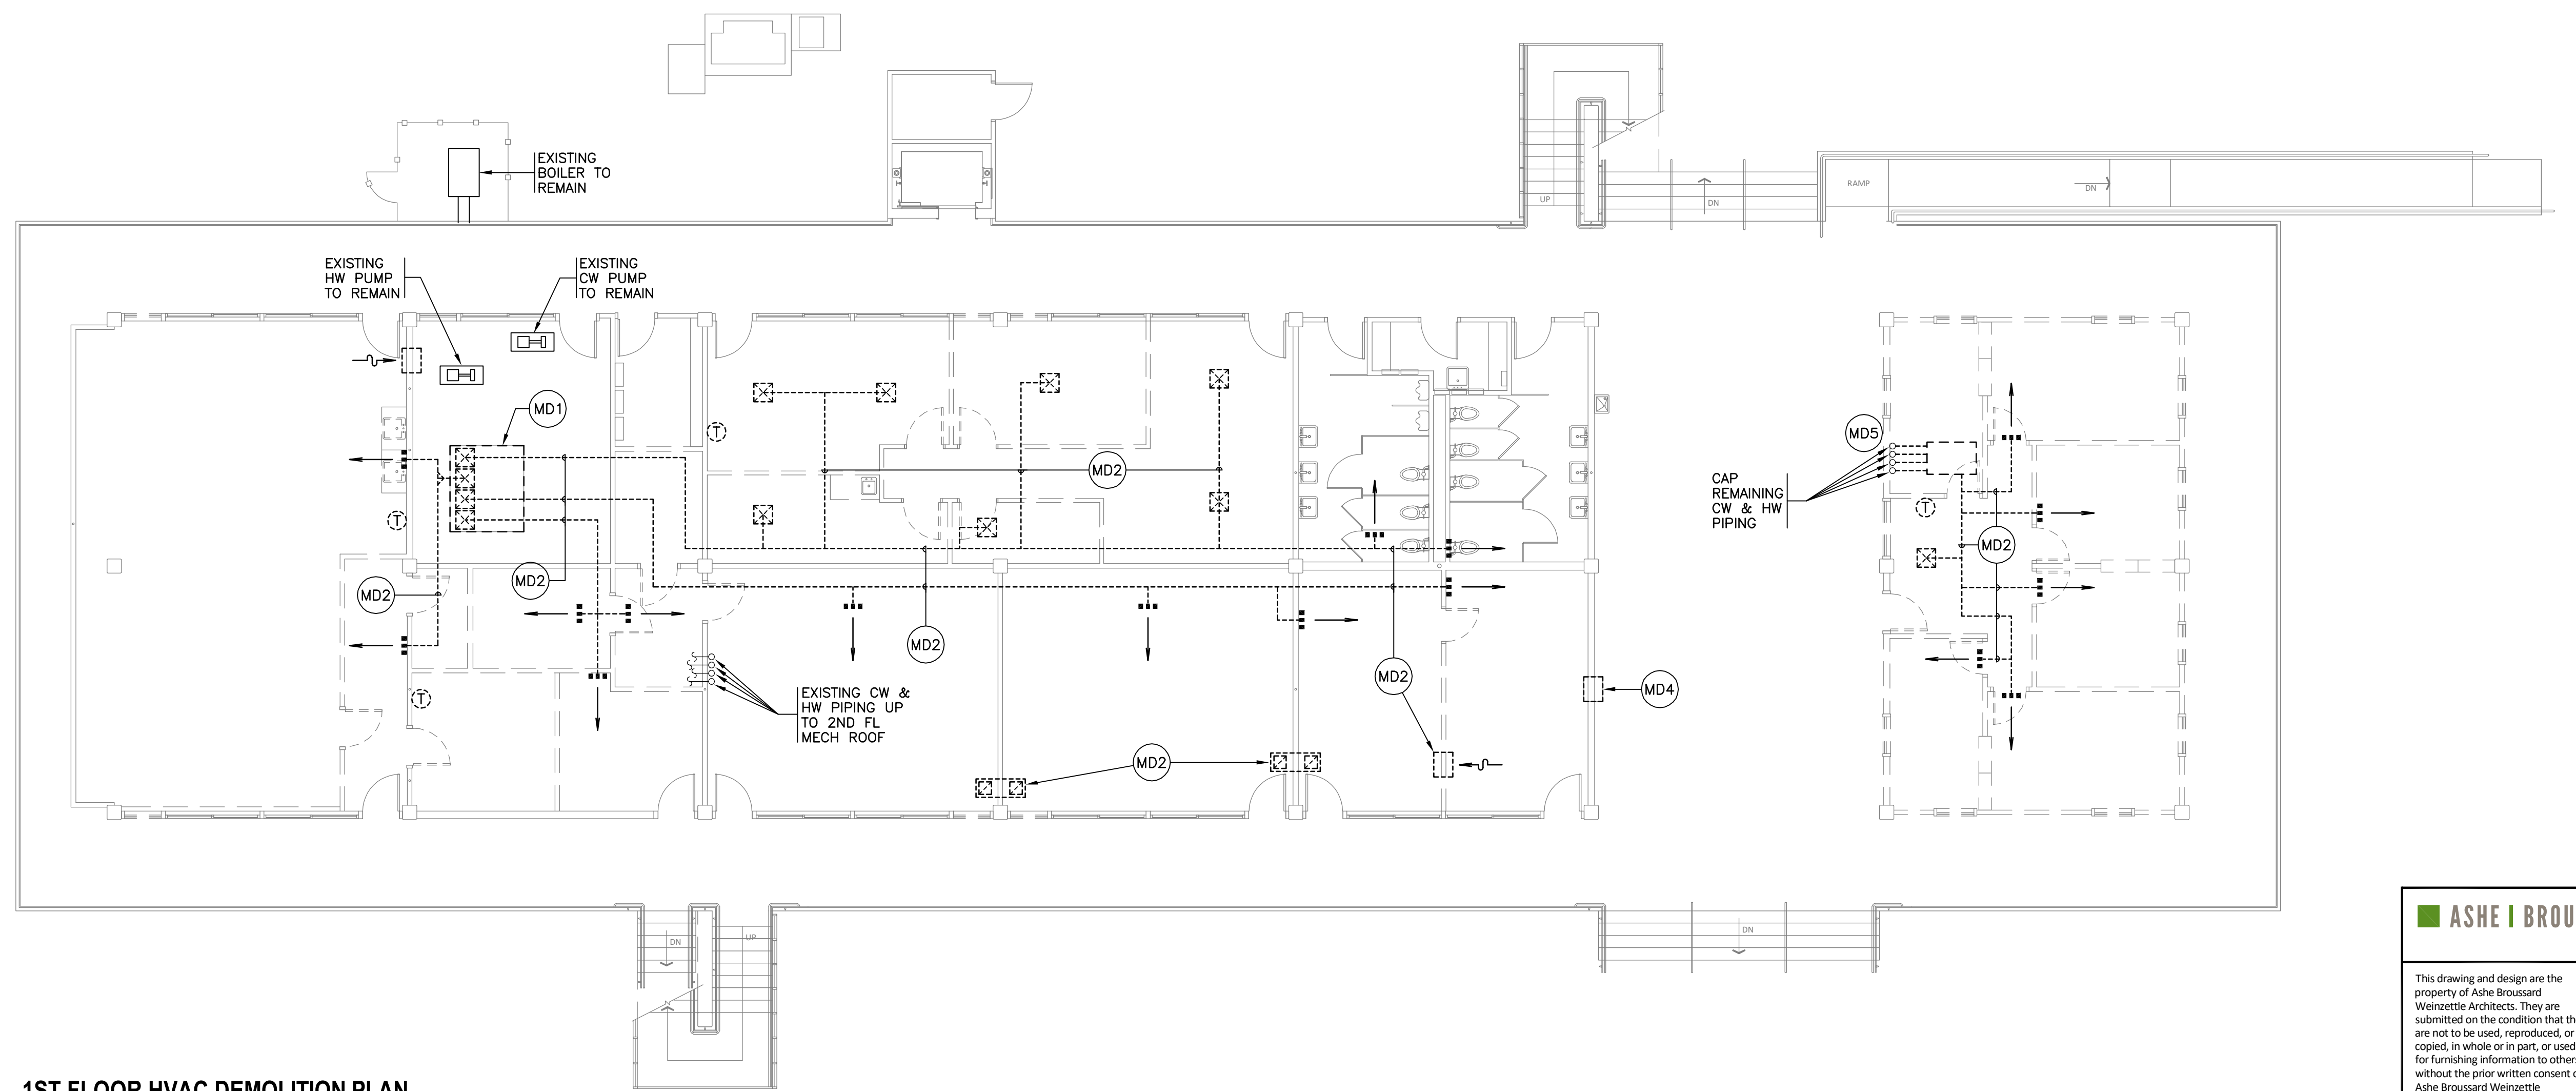 EXISTING
BOILER TO
REMAIN
UP
DN
RAMP
DN
EXISTING
HW PUMP
TO REMAIN
EXISTING
CW PUMP
TO REMAIN
MD1
T
MD2
MD5
CAP
REMAINING
CW & HW
PIPING
T
T
MD2
MD2
MD2
MD2
MD2
MD2
T
EXISTING CW &
HW PIPING UP
TO 2ND FL
MECH ROOF
MD4
MD2
DN
UP
DN
ASHE | BROU
This drawing and design are the
property of Ashe Broussard
Weinzettle Architects. They are
submitted on the condition that th
are not to be used, reproduced, or
copied, in whole or in part, or used
for furnishing information to other
without the prior written consent o
Ashe Broussard Weinzettle
1ST FLOOR HVAC DEMOLITION PLAN